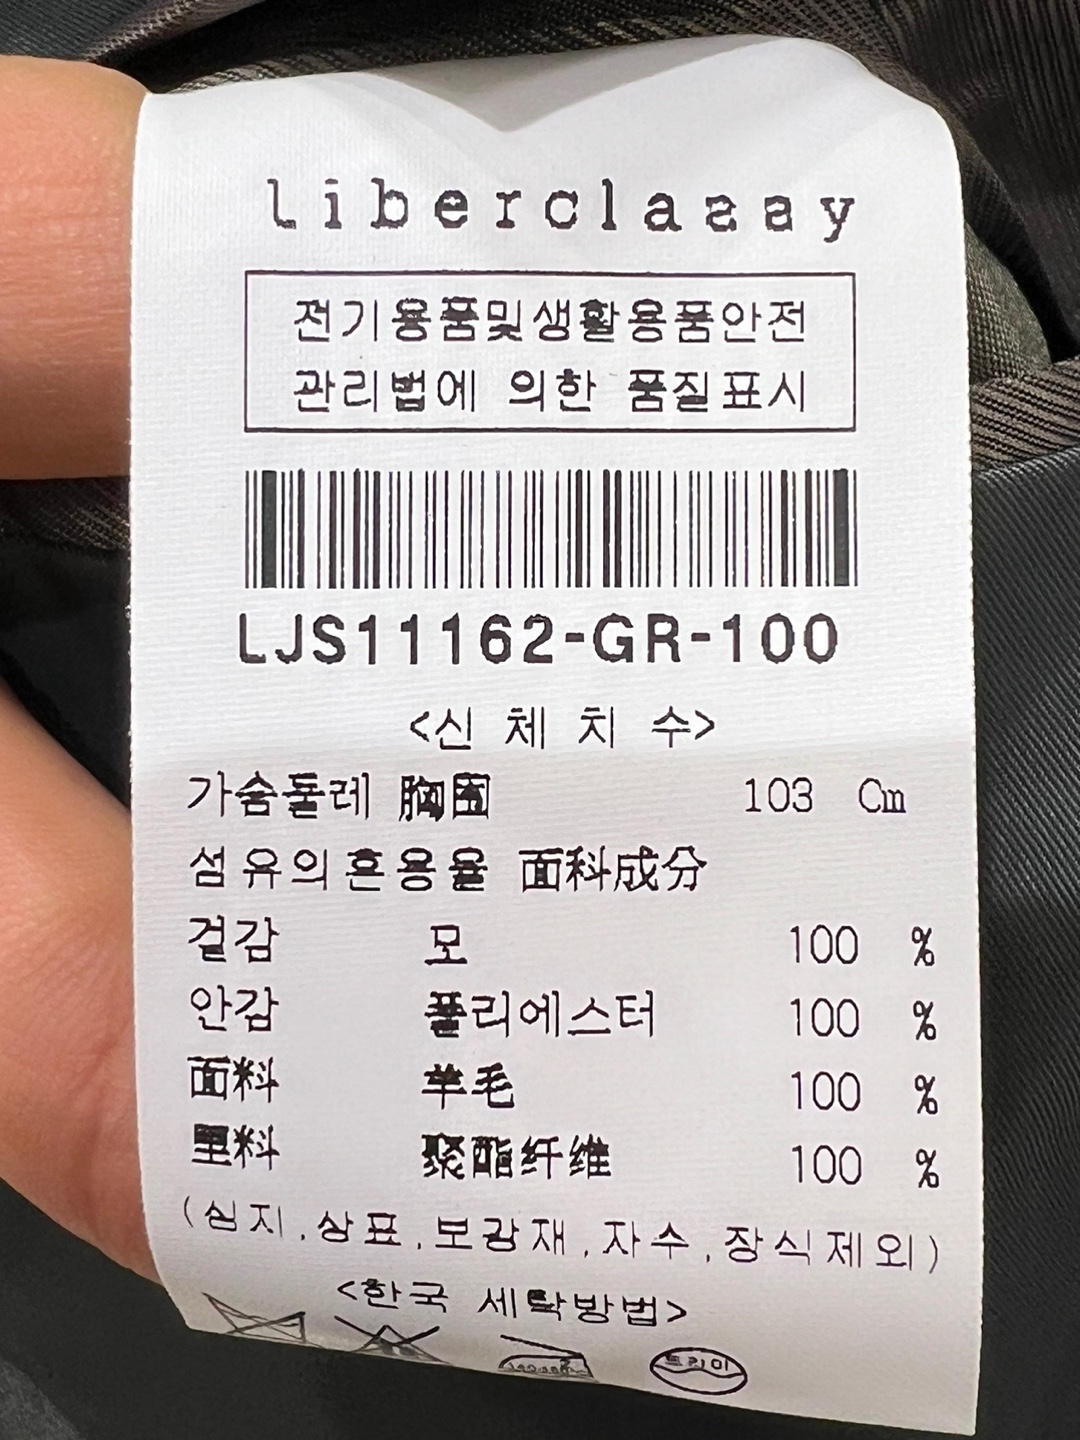 liberclassy
전기용품및생활용품안전
관리법에 의한 품질표시
LJS11162-GR-100
<신 체 치 수>
가슴둘레 胸围 103 Cm
섬유의혼용율 面料成分
겉감 모 100 %
안감 폴리에스터 100 %
面料 羊毛 100 %
里料 聚酯纤维 100 %
(심지,상표,보강재,자수,장식제외)
<한국 세탁방법>
드라이